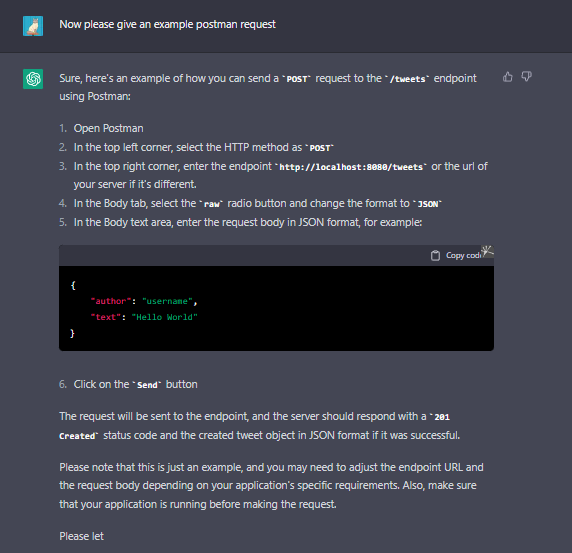 Now please give an example postman request
Sure, here's an example of how you can send a `POST` request to the `/tweets` endpoint
using Postman:
1. Open Postman
2. In the top left corner, select the HTTP method as `POST`
3. In the top right corner, enter the endpoint `http://localhost:8080/tweets` or the url of
your server if it's different.
4. In the Body tab, select the `raw` radio button and change the format to `JSON`
5. In the Body text area, enter the request body in JSON format, for example:
Copy code
{
"author": "username",
"text": "Hello World"
}
6. Click on the `Send` button
The request will be sent to the endpoint, and the server should respond with a `201
Created` status code and the created tweet object in JSON format if it was successful.
Please note that this is just an example, and you may need to adjust the endpoint URL and
the request body depending on your application's specific requirements. Also, make sure
that your application is running before making the request.
Please let